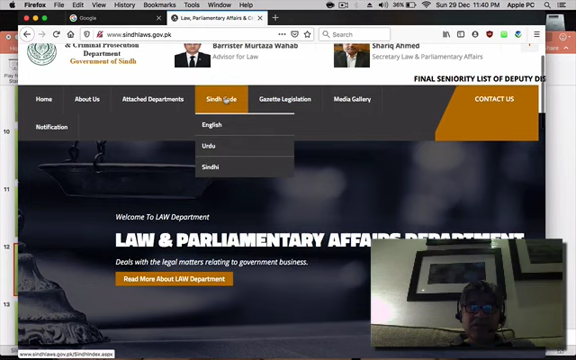 Firefox File Edit View History Bookmarks Tools Window Help
36% Sun 29 Dec 11:40 PM Apple PC
Google
Law, Parliamentary Affairs & C
www.sindhlaws.gov.pk
Search
& Criminal Prosecution
Department
Government of Sindh
Barrister Murtaza Wahab
Advisor for Law
Shariq Ahmed
Secretary Law & Parliamentary Affairs
FINAL SENIORITY LIST OF DEPUTY DIS
Home About Us Attached Departments Sindh Code Gazette Legislation Media Gallery CONTACT US
Notification
English
Urdu
Sindhi
10
11
12
13
Welcome To LAW Department
LAW & PARLIAMENTARY AFFAIRS DEPARTMENT
Deals with the legal matters relating to government business.
Read More About LAW Department
www.sindhlaws.gov.pk/SindhIndex.aspx